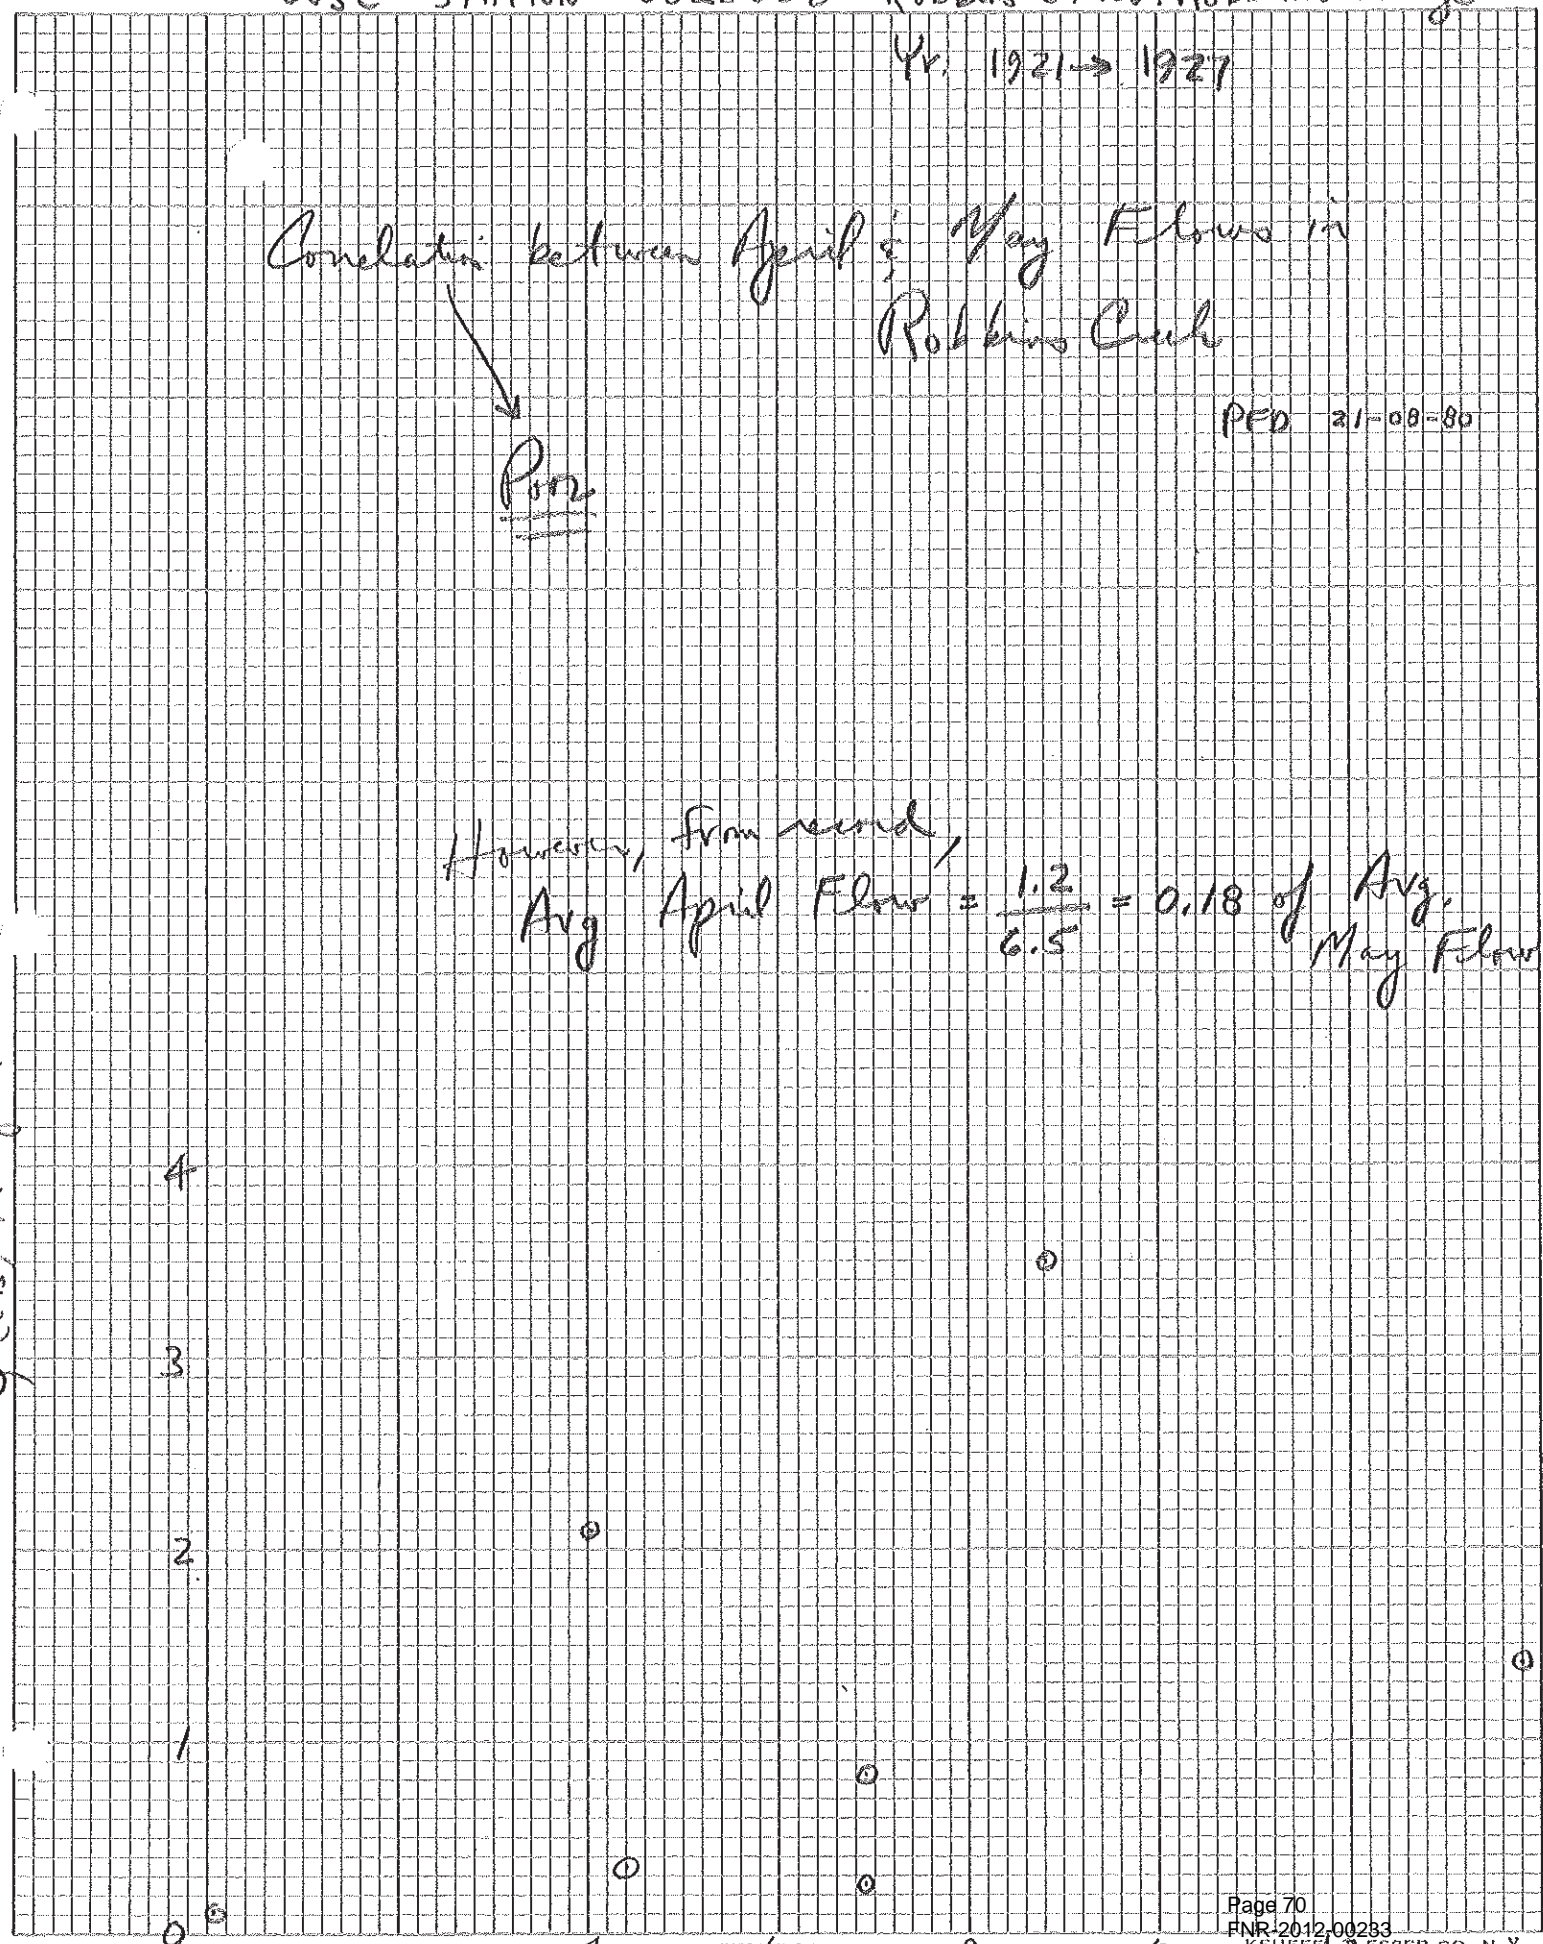 STATION
Yr. 1921→ 1927
Correlation between April & May Flows in
Robbins Creek
PFD 21-08-80
Poor
However, from record,
Avg April Flow = 1.2 / 6.5 = 0.18 of Avg.
May Flow
4
3
2
1
0
Page 70
FNR-2012-00233